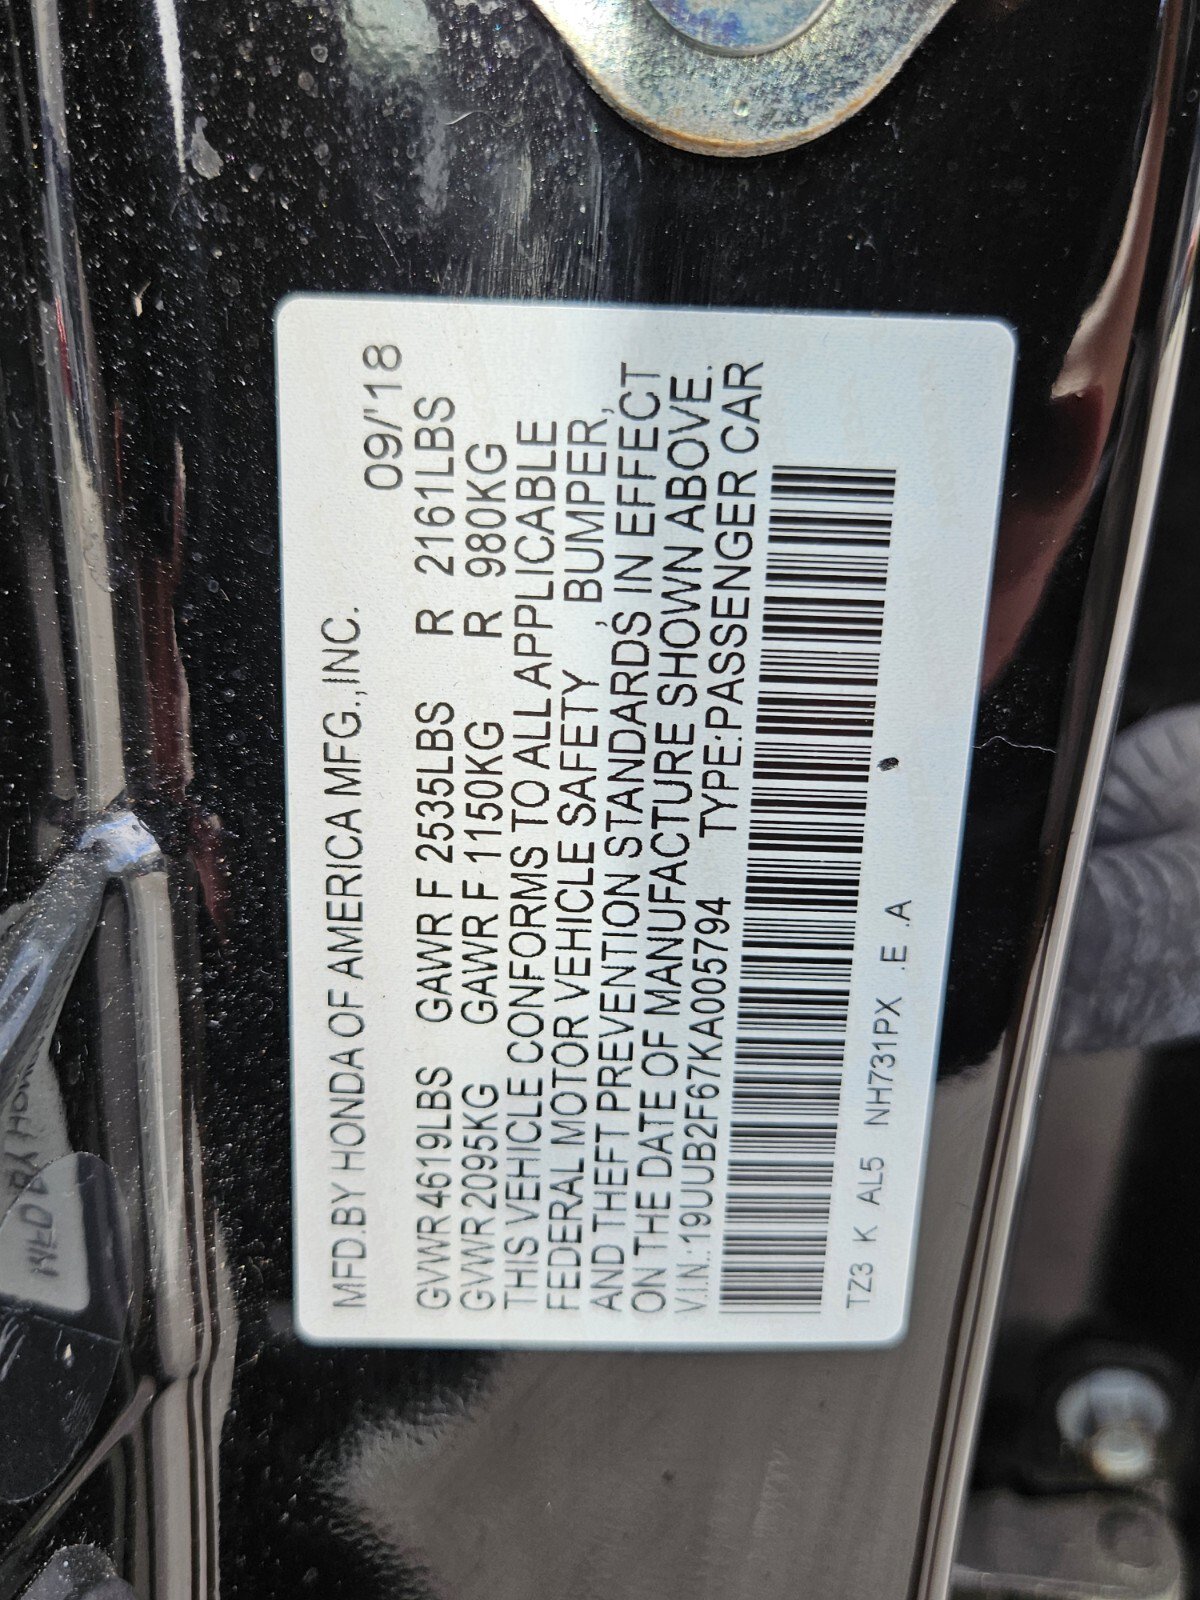 MFD.BY HONDA OF AMERICA MFG.,INC.
09/'18
GVWR 4619LBS GAWR F 2535LBS R 2161LBS
GVWR 2095KG GAWR F 1150KG R 980KG
THIS VEHICLE CONFORMS TO ALL APPLICABLE
FEDERAL MOTOR VEHICLE SAFETY , BUMPER,
AND THEFT PREVENTION STANDARDS IN EFFECT
ON THE DATE OF MANUFACTURE SHOWN ABOVE.
V.I.N.:19UUB2F67KA005794 TYPE:PASSENGER CAR
TZ3 K AL5 NH731PX .E .A